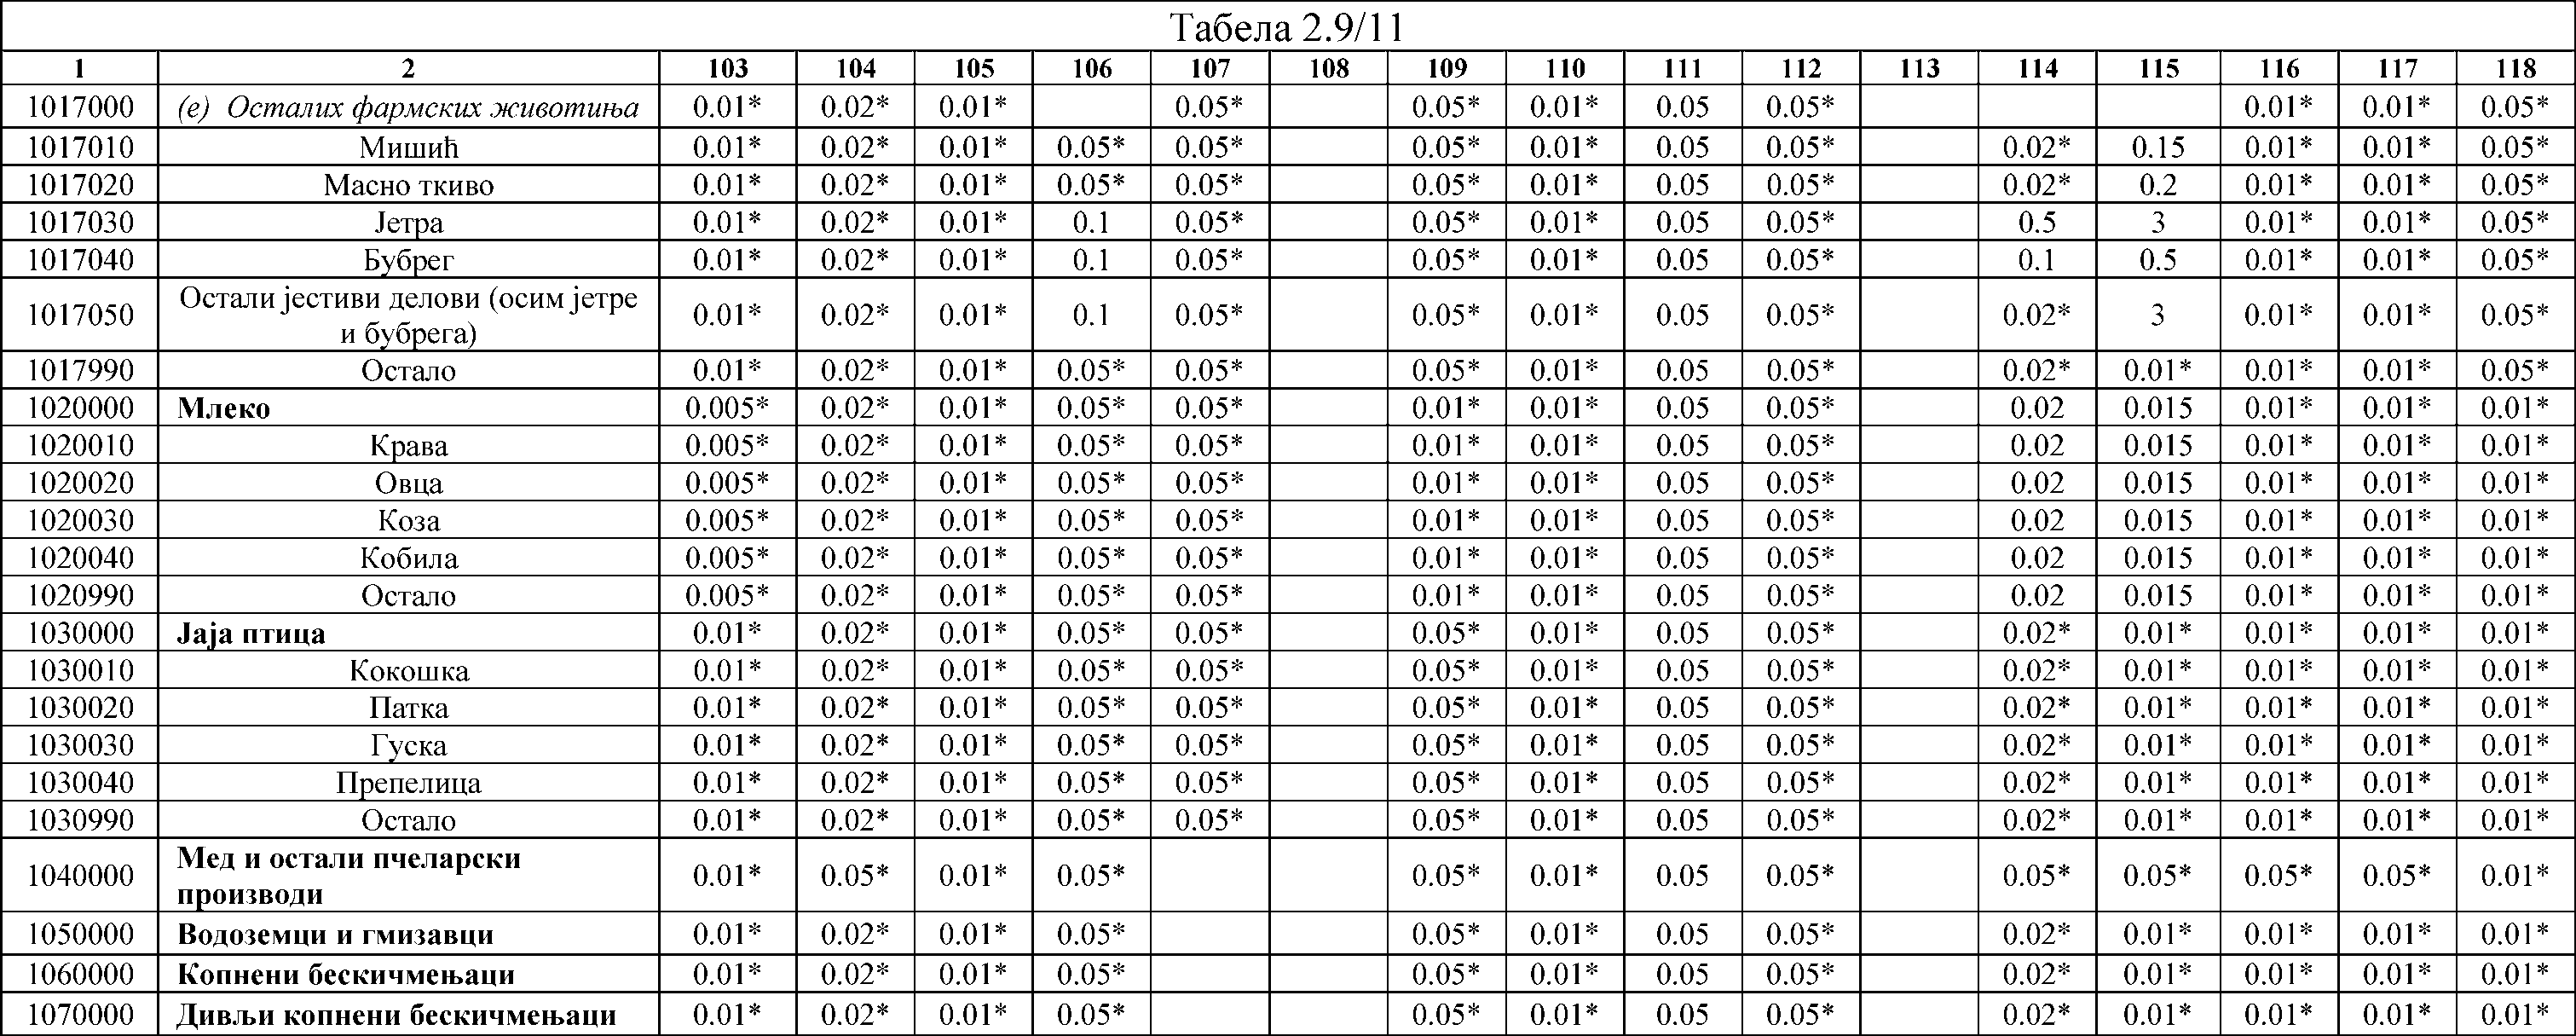 Табела 2.9/11
1 2 103 104 105 106 107 108 109 110 111 112 113 114 115 116 117 118
1017000 (е) Осталих фармских животиња 0.01* 0.02* 0.01* 0.05* 0.05* 0.01* 0.05 0.05* 0.01* 0.01* 0.05*
1017010 Мишић 0.01* 0.02* 0.01* 0.05* 0.05* 0.05* 0.01* 0.05 0.05* 0.02* 0.15 0.01* 0.01* 0.05*
1017020 Масно ткиво 0.01* 0.02* 0.01* 0.05* 0.05* 0.05* 0.01* 0.05 0.05* 0.02* 0.2 0.01* 0.01* 0.05*
1017030 Јетра 0.01* 0.02* 0.01* 0.1 0.05* 0.05* 0.01* 0.05 0.05* 0.5 3 0.01* 0.01* 0.05*
1017040 Бубрег 0.01* 0.02* 0.01* 0.1 0.05* 0.05* 0.01* 0.05 0.05* 0.1 0.5 0.01* 0.01* 0.05*
1017050 Остали јестиви делови (осим јетре
и бубрега) 0.01* 0.02* 0.01* 0.1 0.05* 0.05* 0.01* 0.05 0.05* 0.02* 3 0.01* 0.01* 0.05*
1017990 Остало 0.01* 0.02* 0.01* 0.05* 0.05* 0.05* 0.01* 0.05 0.05* 0.02* 0.01* 0.01* 0.01* 0.05*
1020000 Млеко 0.005* 0.02* 0.01* 0.05* 0.05* 0.01* 0.01* 0.05 0.05* 0.02 0.015 0.01* 0.01* 0.01*
1020010 Крава 0.005* 0.02* 0.01* 0.05* 0.05* 0.01* 0.01* 0.05 0.05* 0.02 0.015 0.01* 0.01* 0.01*
1020020 Овца 0.005* 0.02* 0.01* 0.05* 0.05* 0.01* 0.01* 0.05 0.05* 0.02 0.015 0.01* 0.01* 0.01*
1020030 Коза 0.005* 0.02* 0.01* 0.05* 0.05* 0.01* 0.01* 0.05 0.05* 0.02 0.015 0.01* 0.01* 0.01*
1020040 Кобила 0.005* 0.02* 0.01* 0.05* 0.05* 0.01* 0.01* 0.05 0.05* 0.02 0.015 0.01* 0.01* 0.01*
1020990 Остало 0.005* 0.02* 0.01* 0.05* 0.05* 0.01* 0.01* 0.05 0.05* 0.02 0.015 0.01* 0.01* 0.01*
1030000 Јаја птица 0.01* 0.02* 0.01* 0.05* 0.05* 0.05* 0.01* 0.05 0.05* 0.02* 0.01* 0.01* 0.01* 0.01*
1030010 Кокошка 0.01* 0.02* 0.01* 0.05* 0.05* 0.05* 0.01* 0.05 0.05* 0.02* 0.01* 0.01* 0.01* 0.01*
1030020 Патка 0.01* 0.02* 0.01* 0.05* 0.05* 0.05* 0.01* 0.05 0.05* 0.02* 0.01* 0.01* 0.01* 0.01*
1030030 Гуска 0.01* 0.02* 0.01* 0.05* 0.05* 0.05* 0.01* 0.05 0.05* 0.02* 0.01* 0.01* 0.01* 0.01*
1030040 Препелица 0.01* 0.02* 0.01* 0.05* 0.05* 0.05* 0.01* 0.05 0.05* 0.02* 0.01* 0.01* 0.01* 0.01*
1030990 Остало 0.01* 0.02* 0.01* 0.05* 0.05* 0.05* 0.01* 0.05 0.05* 0.02* 0.01* 0.01* 0.01* 0.01*
1040000 Мед и остали пчеларски
производи 0.01* 0.05* 0.01* 0.05* 0.05* 0.01* 0.05 0.05* 0.05* 0.05* 0.05* 0.05* 0.01*
1050000 Водоземци и гмизавци 0.01* 0.02* 0.01* 0.05* 0.05* 0.01* 0.05 0.05* 0.02* 0.01* 0.01* 0.01* 0.01*
1060000 Копнени бескичмењаци 0.01* 0.02* 0.01* 0.05* 0.05* 0.01* 0.05 0.05* 0.02* 0.01* 0.01* 0.01* 0.01*
1070000 Дивљи копнени бескичмењаци 0.01* 0.02* 0.01* 0.05* 0.05* 0.01* 0.05 0.05* 0.02* 0.01* 0.01* 0.01* 0.01*